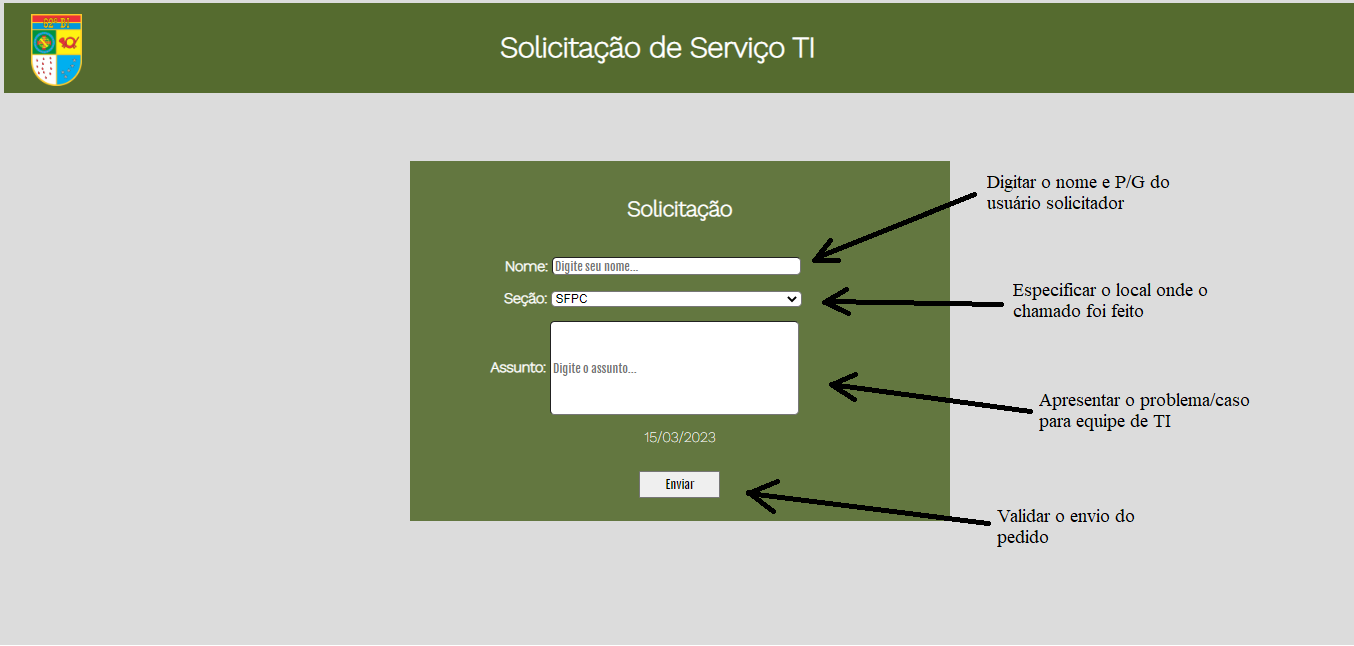 02º B I
Solicitação de Serviço TI
Solicitação
Nome: Digite seu nome...
Seção: SFPC
Assunto: Digite o assunto...
15/03/2023
Enviar
Digitar o nome e P/G do
usuário solicitador
Especificar o local onde o
chamado foi feito
Apresentar o problema/caso
para equipe de TI
Validar o envio do
pedido